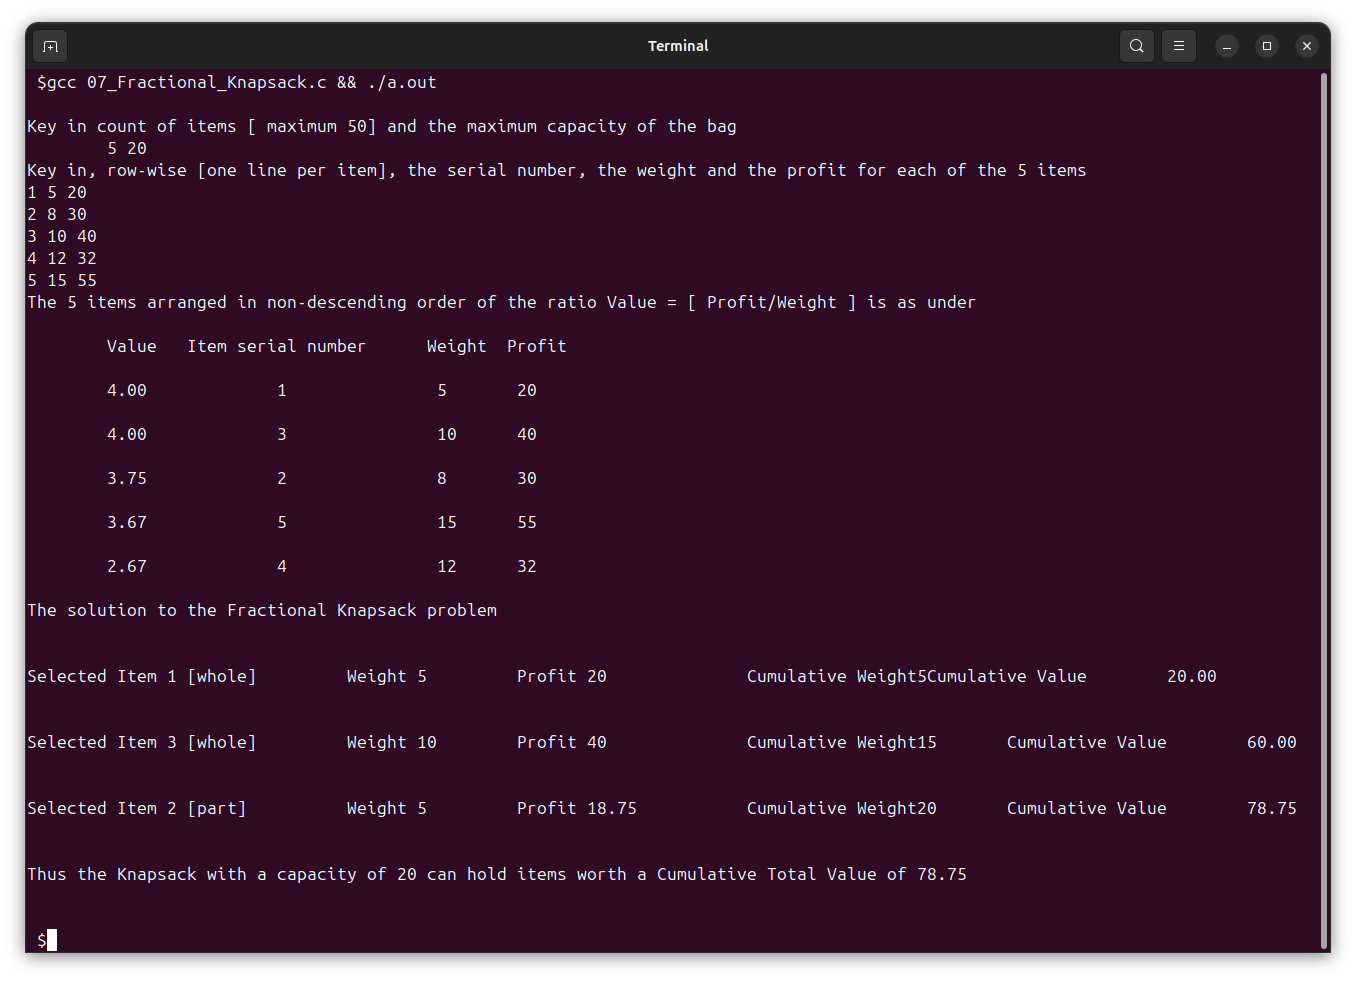 Terminal
$gcc 07_Fractional_Knapsack.c && ./a.out
Key in count of items [ maximum 50] and the maximum capacity of the bag
5 20
Key in, row-wise [one line per item], the serial number, the weight and the profit for each of the 5 items
1 5 20
2 8 30
3 10 40
4 12 32
5 15 55
The 5 items arranged in non-descending order of the ratio Value = [ Profit/Weight ] is as under
Value Item serial number Weight Profit
4.00 1 5 20
4.00 3 10 40
3.75 2 8 30
3.67 5 15 55
2.67 4 12 32
The solution to the Fractional Knapsack problem
Selected Item 1 [whole] Weight 5 Profit 20 Cumulative Weight5Cumulative Value 20.00
Selected Item 3 [whole] Weight 10 Profit 40 Cumulative Weight15 Cumulative Value 60.00
Selected Item 2 [part] Weight 5 Profit 18.75 Cumulative Weight20 Cumulative Value 78.75
Thus the Knapsack with a capacity of 20 can hold items worth a Cumulative Total Value of 78.75
$